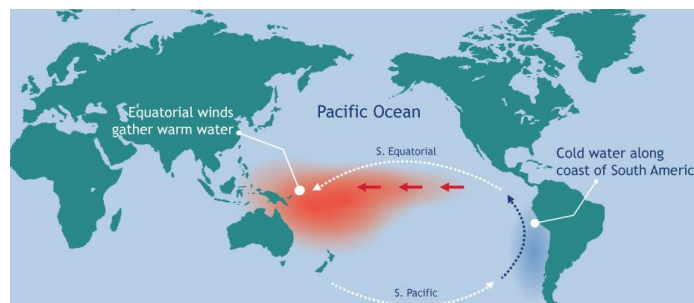 Equatorial winds
gather warm water
Pacific Ocean
S. Equatorial
Cold water along
coast of South Americ
S. Pacific